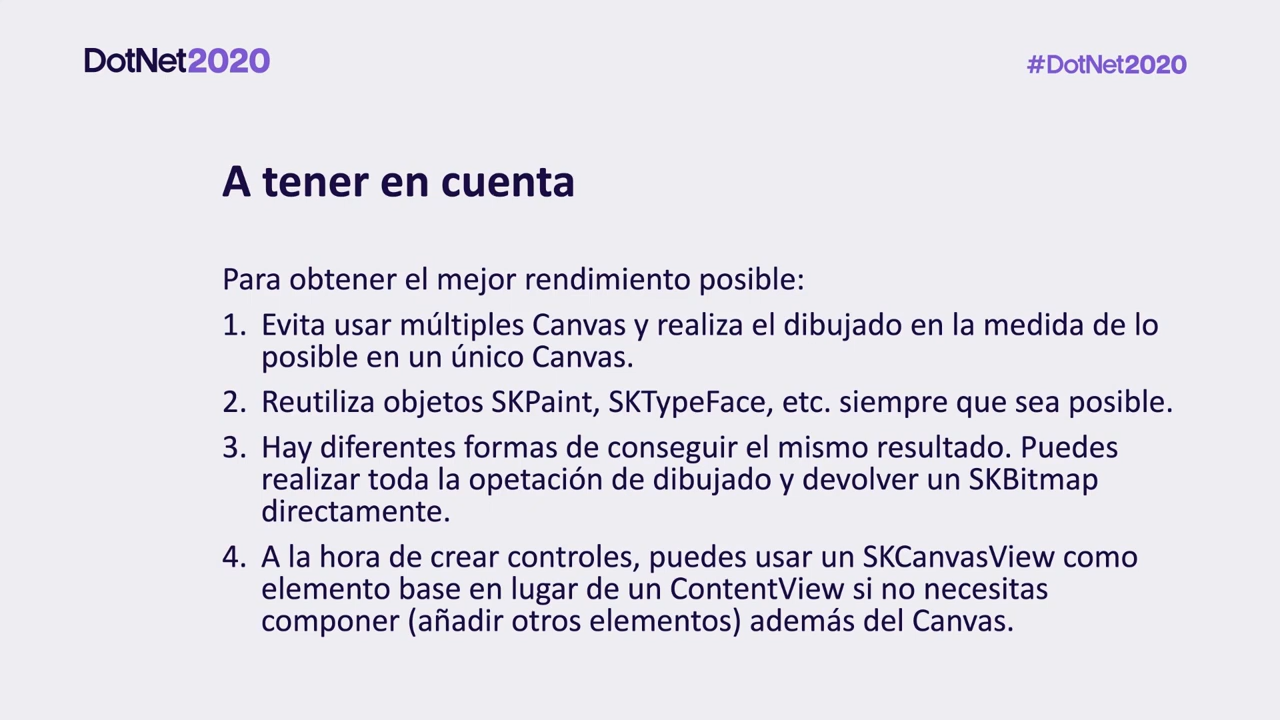 DotNet2020
#DotNet2020
A tener en cuenta
Para obtener el mejor rendimiento posible:
1. Evita usar múltiples Canvas y realiza el dibujado en la medida de lo
posible en un único Canvas.
2. Reutiliza objetos SKPaint, SKTypeFace, etc. siempre que sea posible.
3. Hay diferentes formas de conseguir el mismo resultado. Puedes
realizar toda la opetación de dibujado y devolver un SKBitmap
directamente.
4. A la hora de crear controles, puedes usar un SKCanvasView como
elemento base en lugar de un ContentView si no necesitas
componer (añadir otros elementos) además del Canvas.